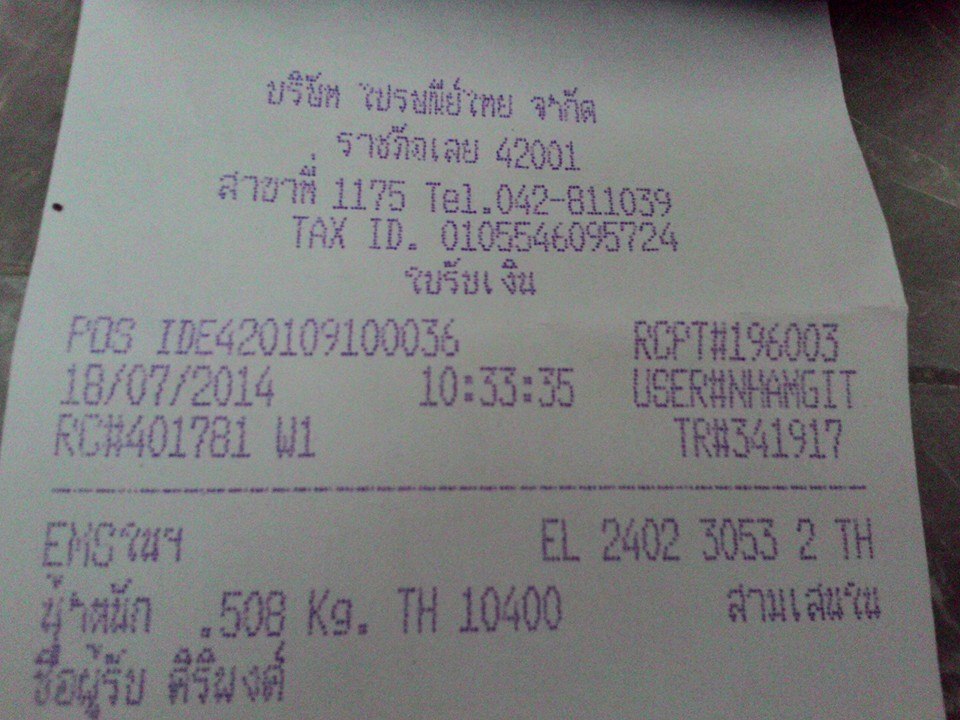 บริษัท ไปรษณีย์ไทย จำกัด
ราชภัฏเลย 42001
สาขาที่ 1175 Tel.042-811039
TAX ID. 0105546095724
ใบรับเงิน
POS IDE420109100036 RCPT#196003
18/07/2014 10:33:35 USER#NHAMGIT
RC#401781 W1 TR#341917
EMSในฯ EL 2402 3053 2 TH
น้ำหนัก .508 Kg. TH 10400 สามเสนใน
ชื่อผู้รับ ศิริพงศ์